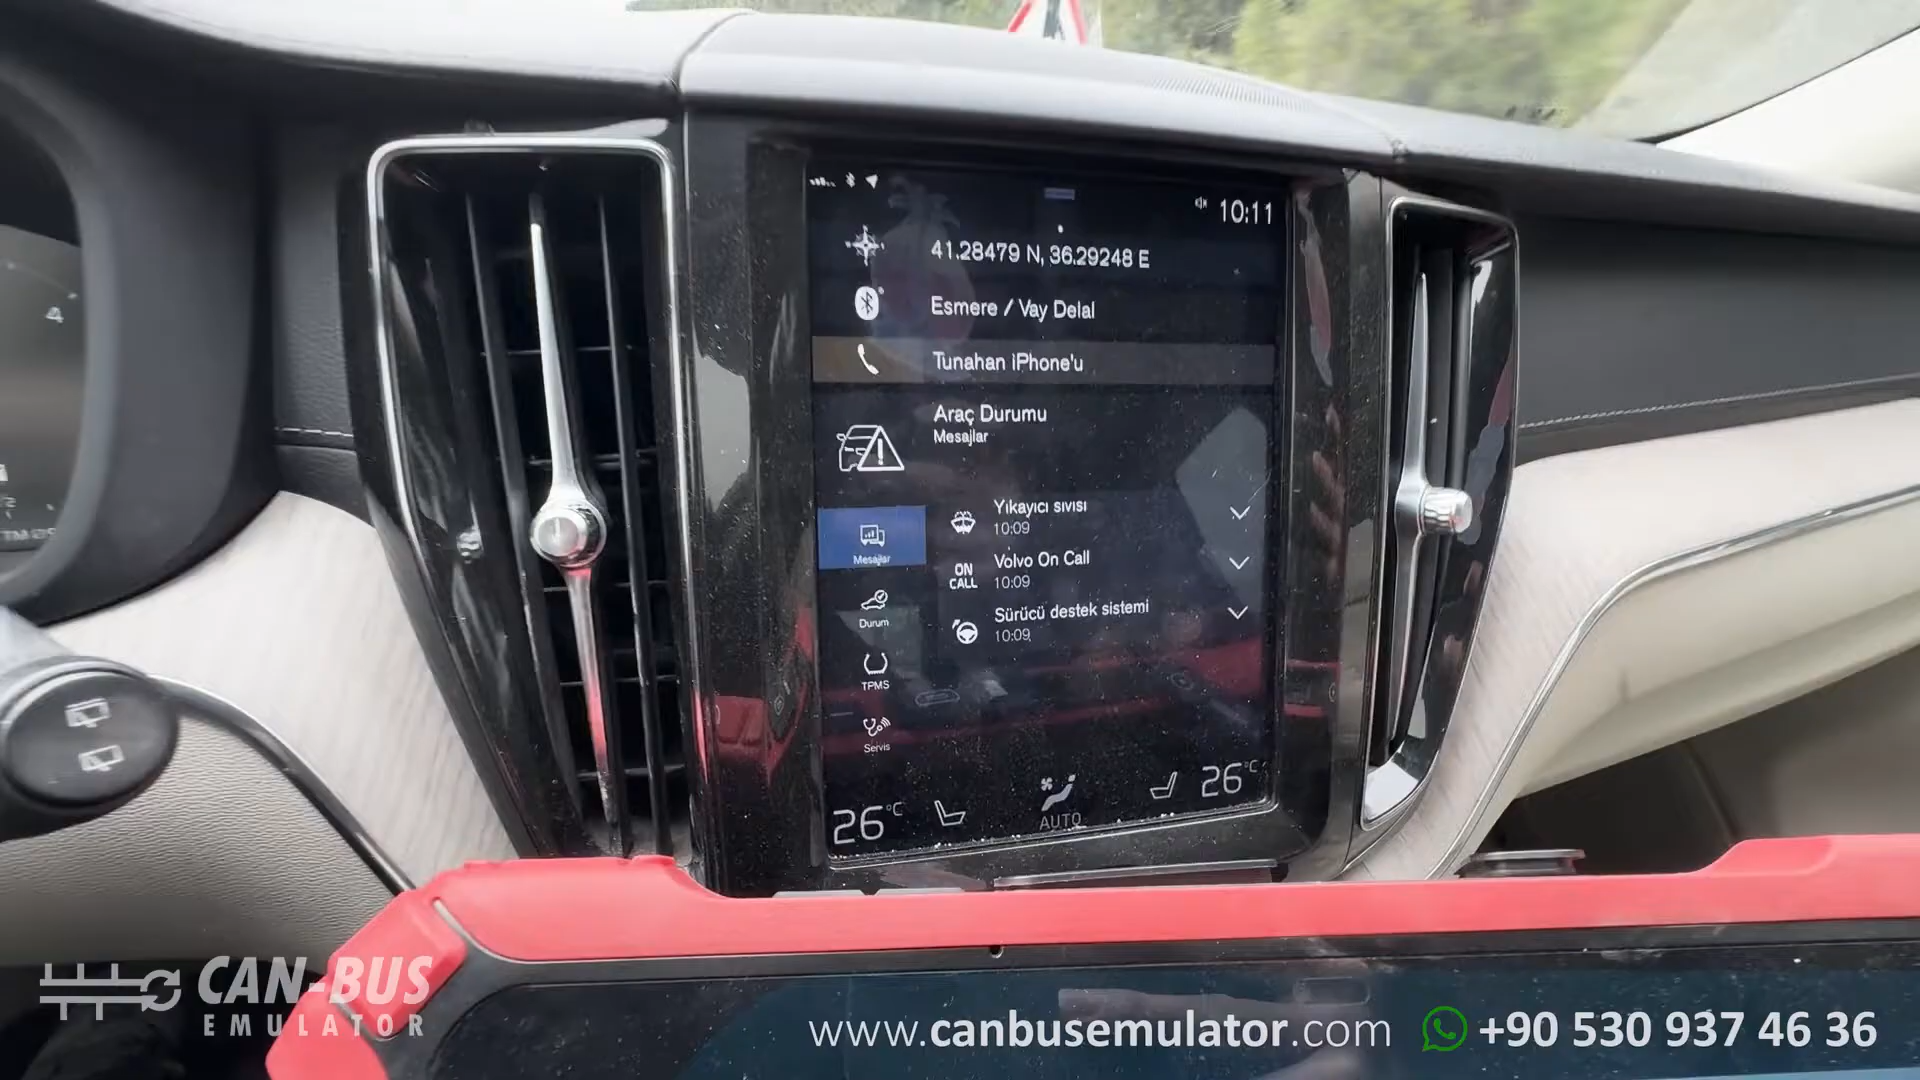 10:11
41.28479 N, 36.29248 E
Esmere / Vay Delal
Tunahan iPhone'u
Araç Durumu
Mesajlar
Yıkayıcı sıvısı
10:09
Mesajlar
ON CALL
Volvo On Call
10:09
Durum
Sürücü destek sistemi
10:09
TPMS
Servis
26°C
AUTO
26°C
4
CAN-BUS
EMULATOR
www.canbusemulator.com
+90 530 937 46 36